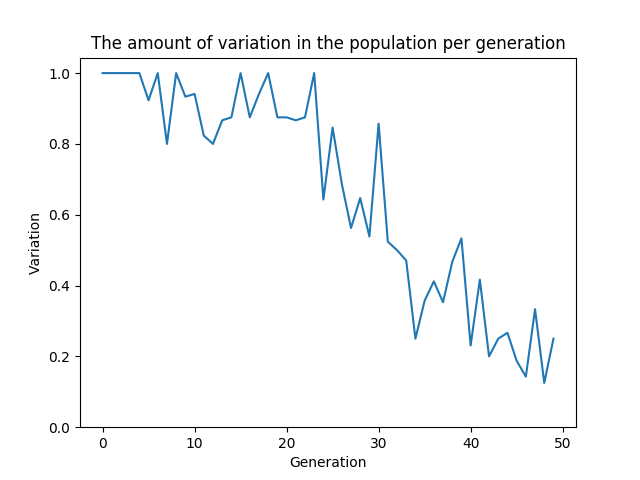 The amount of variation in the population per generation
1.0
0.8
0.6
0.4
0.2
0.0
Variation
0 10 20 30 40 50
Generation